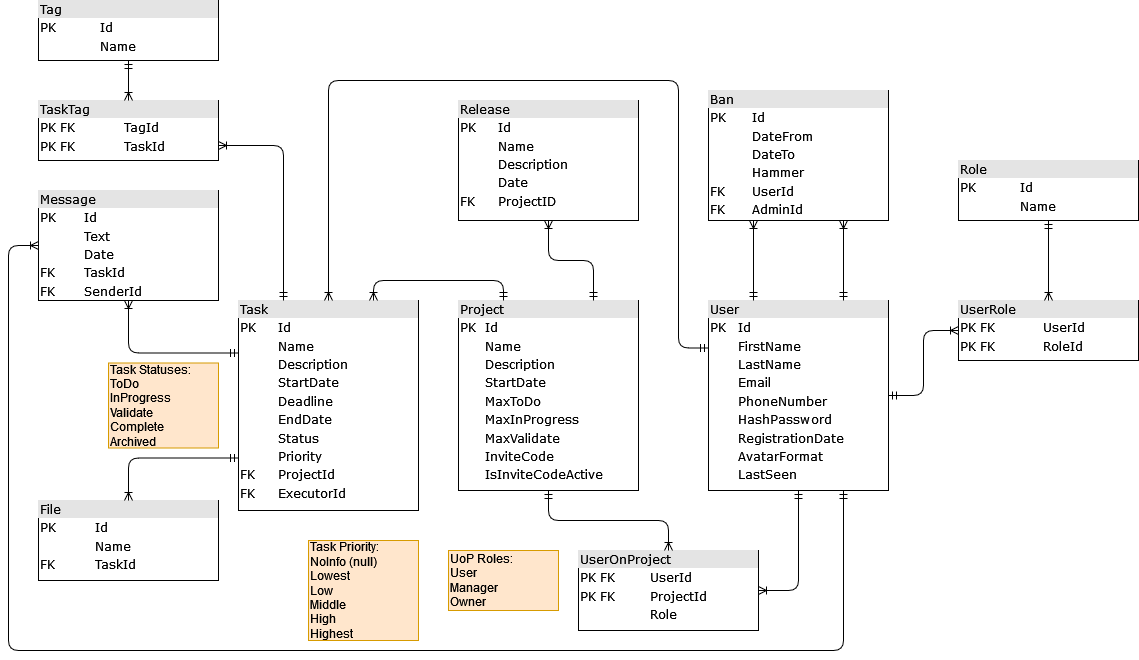 Tag
PK Id
Name
TaskTag
PK FK TagId
PK FK TaskId
Message
PK Id
Text
Date
FK TaskId
FK SenderId
Task Statuses:
ToDo
InProgress
Validate
Complete
Archived
File
PK Id
Name
FK TaskId
Task
PK Id
Name
Description
StartDate
Deadline
EndDate
Status
Priority
FK ProjectId
FK ExecutorId
Task Priority:
NoInfo (null)
Lowest
Low
Middle
High
Highest
Release
PK Id
Name
Description
Date
FK ProjectID
Project
PK Id
Name
Description
StartDate
MaxToDo
MaxInProgress
MaxValidate
InviteCode
IsInviteCodeActive
UoP Roles:
User
Manager
Owner
UserOnProject
PK FK UserId
PK FK ProjectId
Role
Ban
PK Id
DateFrom
DateTo
Hammer
FK UserId
FK AdminId
User
PK Id
FirstName
LastName
Email
PhoneNumber
HashPassword
RegistrationDate
AvatarFormat
LastSeen
Role
PK Id
Name
UserRole
PK FK UserId
PK FK RoleId